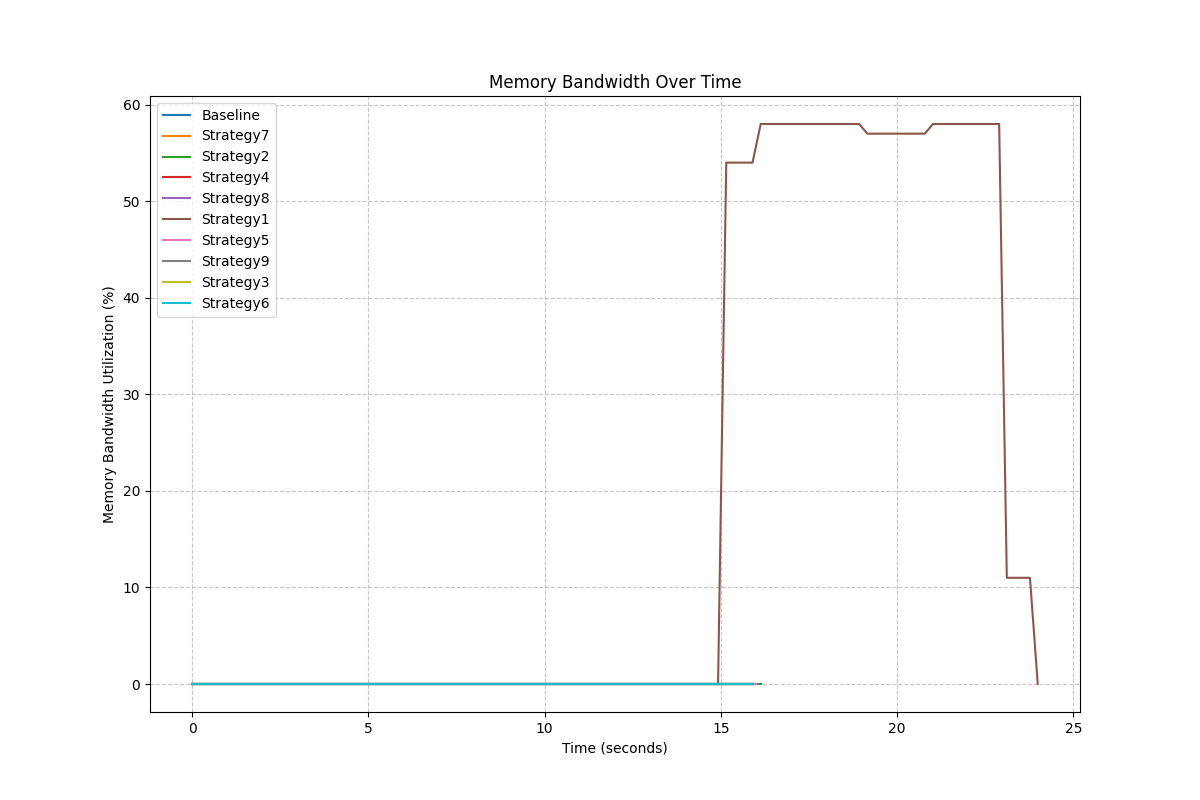 Memory Bandwidth Over Time
Memory Bandwidth Utilization (%)
60
50
40
30
20
10
0
Baseline
Strategy7
Strategy2
Strategy4
Strategy8
Strategy1
Strategy5
Strategy9
Strategy3
Strategy6
0 5 10 15 20 25
Time (seconds)